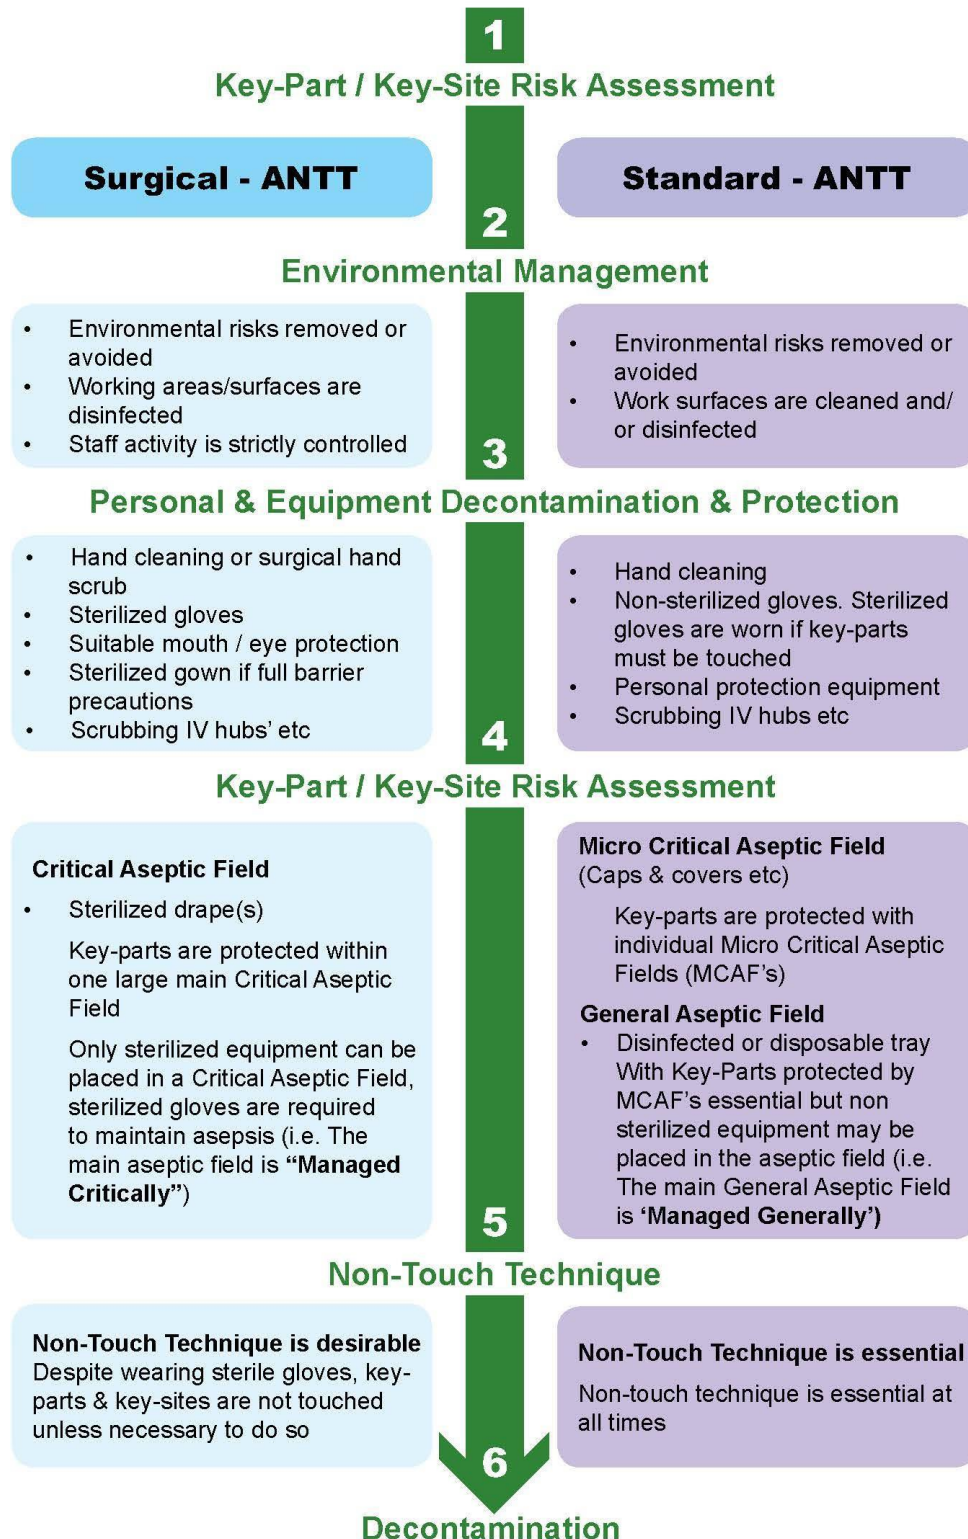 1
Key-Part / Key-Site Risk Assessment
Surgical - ANTT
Standard - ANTT
2
Environmental Management
• Environmental risks removed or
avoided
• Working areas/surfaces are
disinfected
• Staff activity is strictly controlled
• Environmental risks removed or
avoided
• Work surfaces are cleaned and/
or disinfected
3
Personal & Equipment Decontamination & Protection
• Hand cleaning or surgical hand
scrub
• Sterilized gloves
• Suitable mouth / eye protection
• Sterilized gown if full barrier
precautions
• Scrubbing IV hubs’ etc
• Hand cleaning
• Non-sterilized gloves. Sterilized
gloves are worn if key-parts
must be touched
• Personal protection equipment
• Scrubbing IV hubs etc
4
Key-Part / Key-Site Risk Assessment
Critical Aseptic Field
• Sterilized drape(s)
Key-parts are protected within
one large main Critical Aseptic
Field
Only sterilized equipment can be
placed in a Critical Aseptic Field,
sterilized gloves are required
to maintain asepsis (i.e. The
main aseptic field is “Managed
Critically”)
Micro Critical Aseptic Field
(Caps & covers etc)
Key-parts are protected with
individual Micro Critical Aseptic
Fields (MCAF’s)
General Aseptic Field
• Disinfected or disposable tray
With Key-Parts protected by
MCAF’s essential but non
sterilized equipment may be
placed in the aseptic field (i.e.
The main General Aseptic Field
is ‘Managed Generally’)
5
Non-Touch Technique
Non-Touch Technique is desirable
Despite wearing sterile gloves, key-
parts & key-sites are not touched
unless necessary to do so
Non-Touch Technique is essential
Non-touch technique is essential at
all times
6
Decontamination